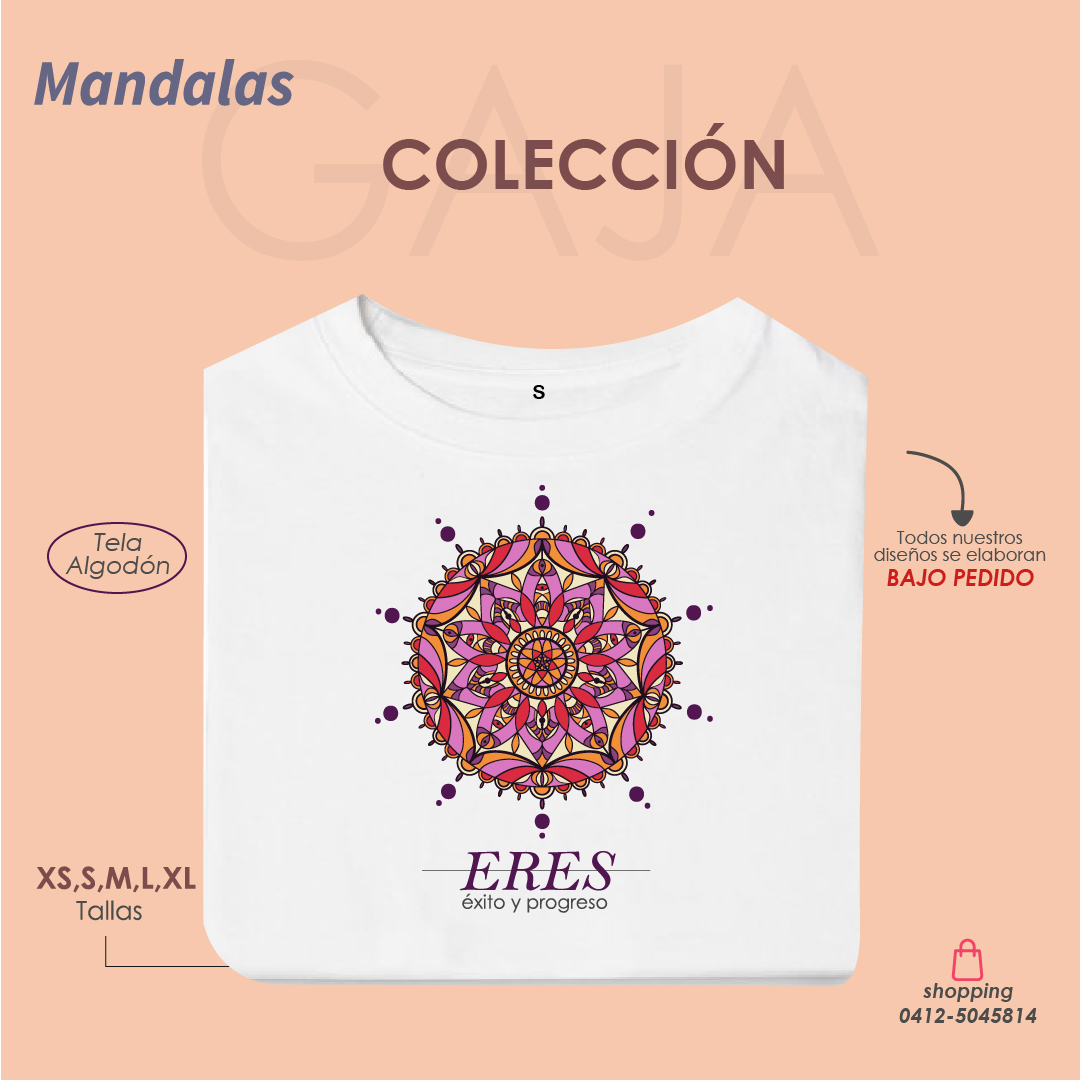 Mandalas
GAJA
COLECCIÓN
S
Tela
Algodón
Todos nuestros
diseños se elaboran
BAJO PEDIDO
ERES
éxito y progreso
XS,S,M,L,XL
Tallas
shopping
0412-5045814